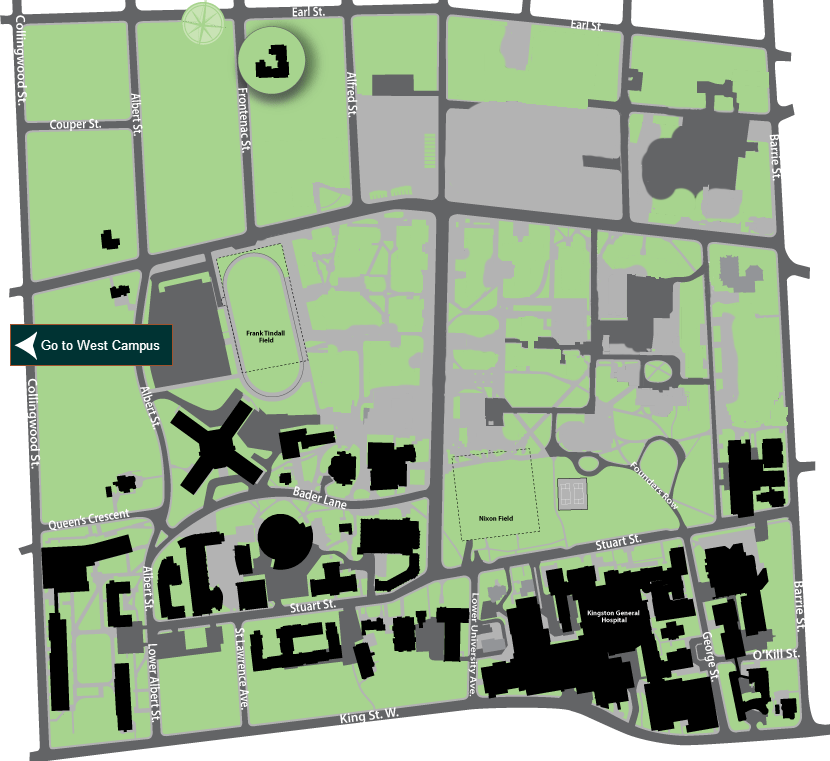 Earl St.
Earl St.
Collingwood St.
Albert St.
Frontenac St.
Alfred St.
Couper St.
Barrie St.
Frank Tindall
Field
Go to West Campus
Collingwood St.
Albert St.
Founders Row
Bader Lane
Queen's Crescent
Nixon Field
Stuart St.
Albert St.
Stuart St.
Lower University Ave.
Kingston General
Hospital
Barrie St.
St Lawrence Ave.
Lower Albert St.
George St.
O'Kill St.
King St. W.